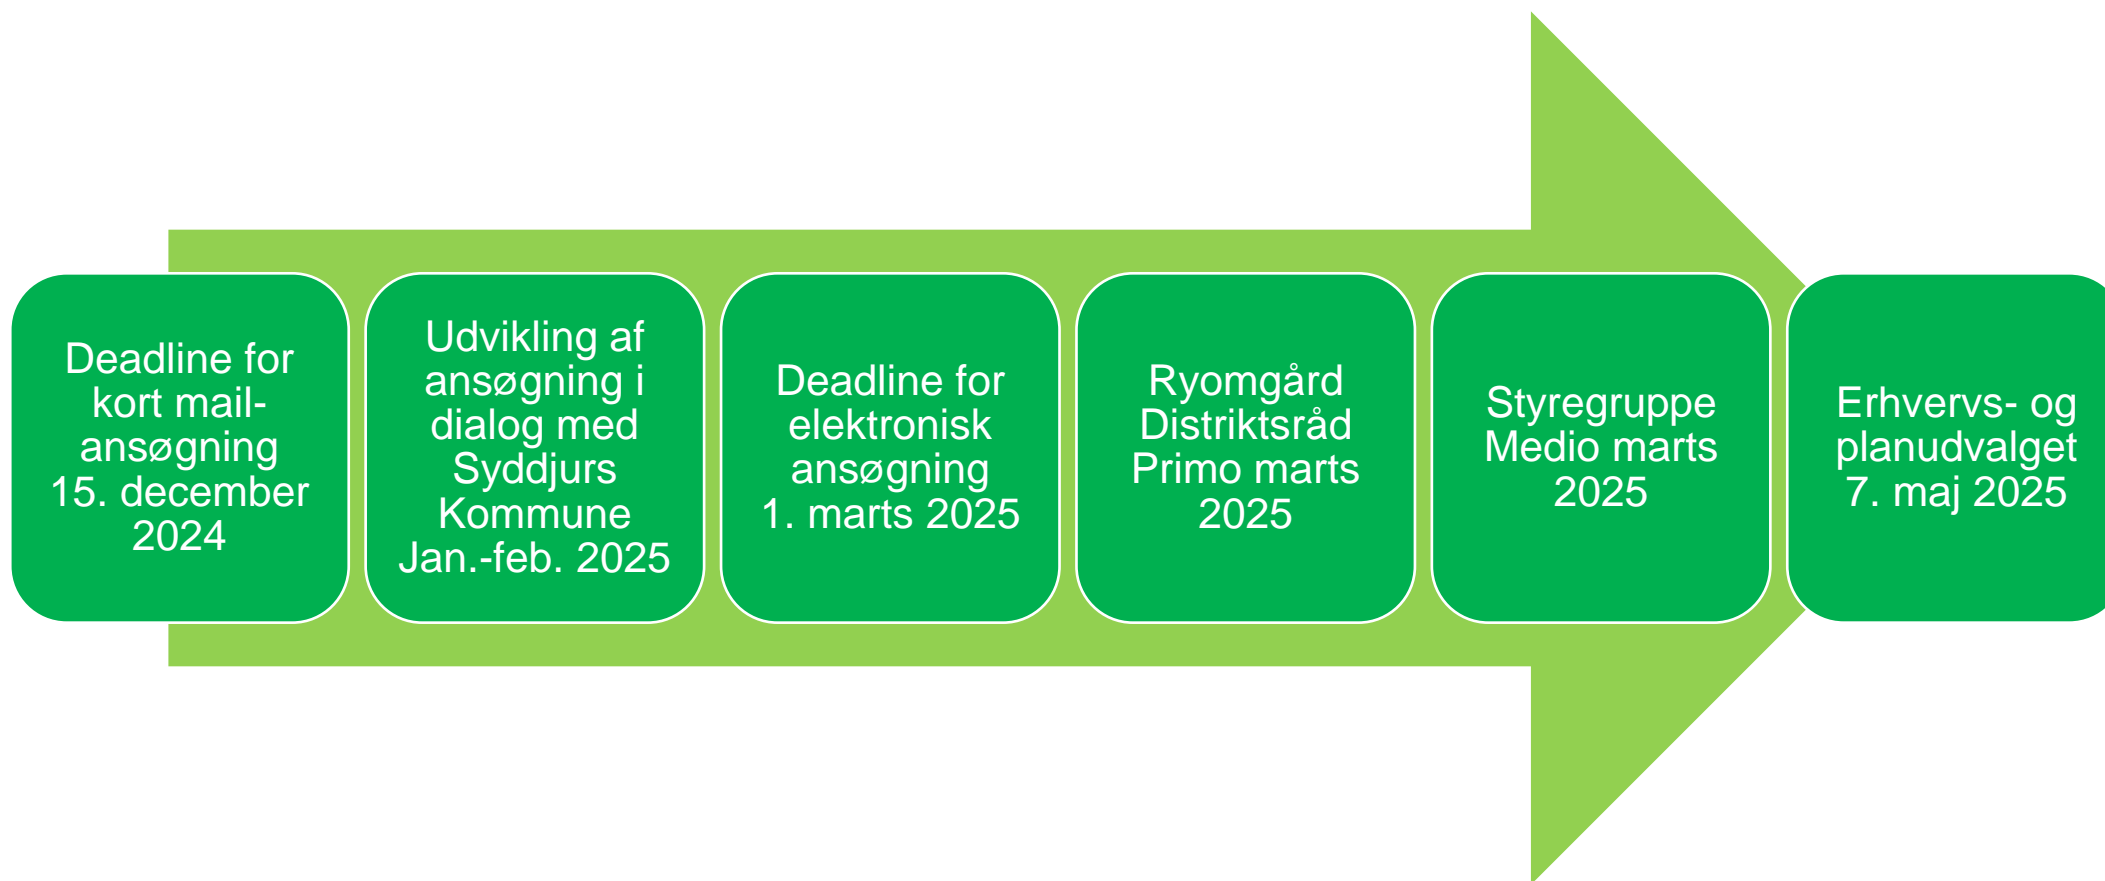 Deadline for
kort mail-
ansøgning
15. december
2024
Udvikling af
ansøgning i
dialog med
Syddjurs
Kommune
Jan.-feb. 2025
Deadline for
elektronisk
ansøgning
1. marts 2025
Ryomgård
Distriktsråd
Primo marts
2025
Styregruppe
Medio marts
2025
Erhvervs- og
planudvalget
7. maj 2025